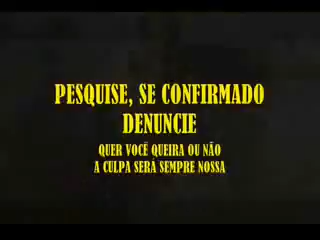 PESQUISE, SE CONFIRMADO
DENUNCIE
QUER VOCÊ QUEIRA OU NÃO
A CULPA SERÁ SEMPRE NOSSA